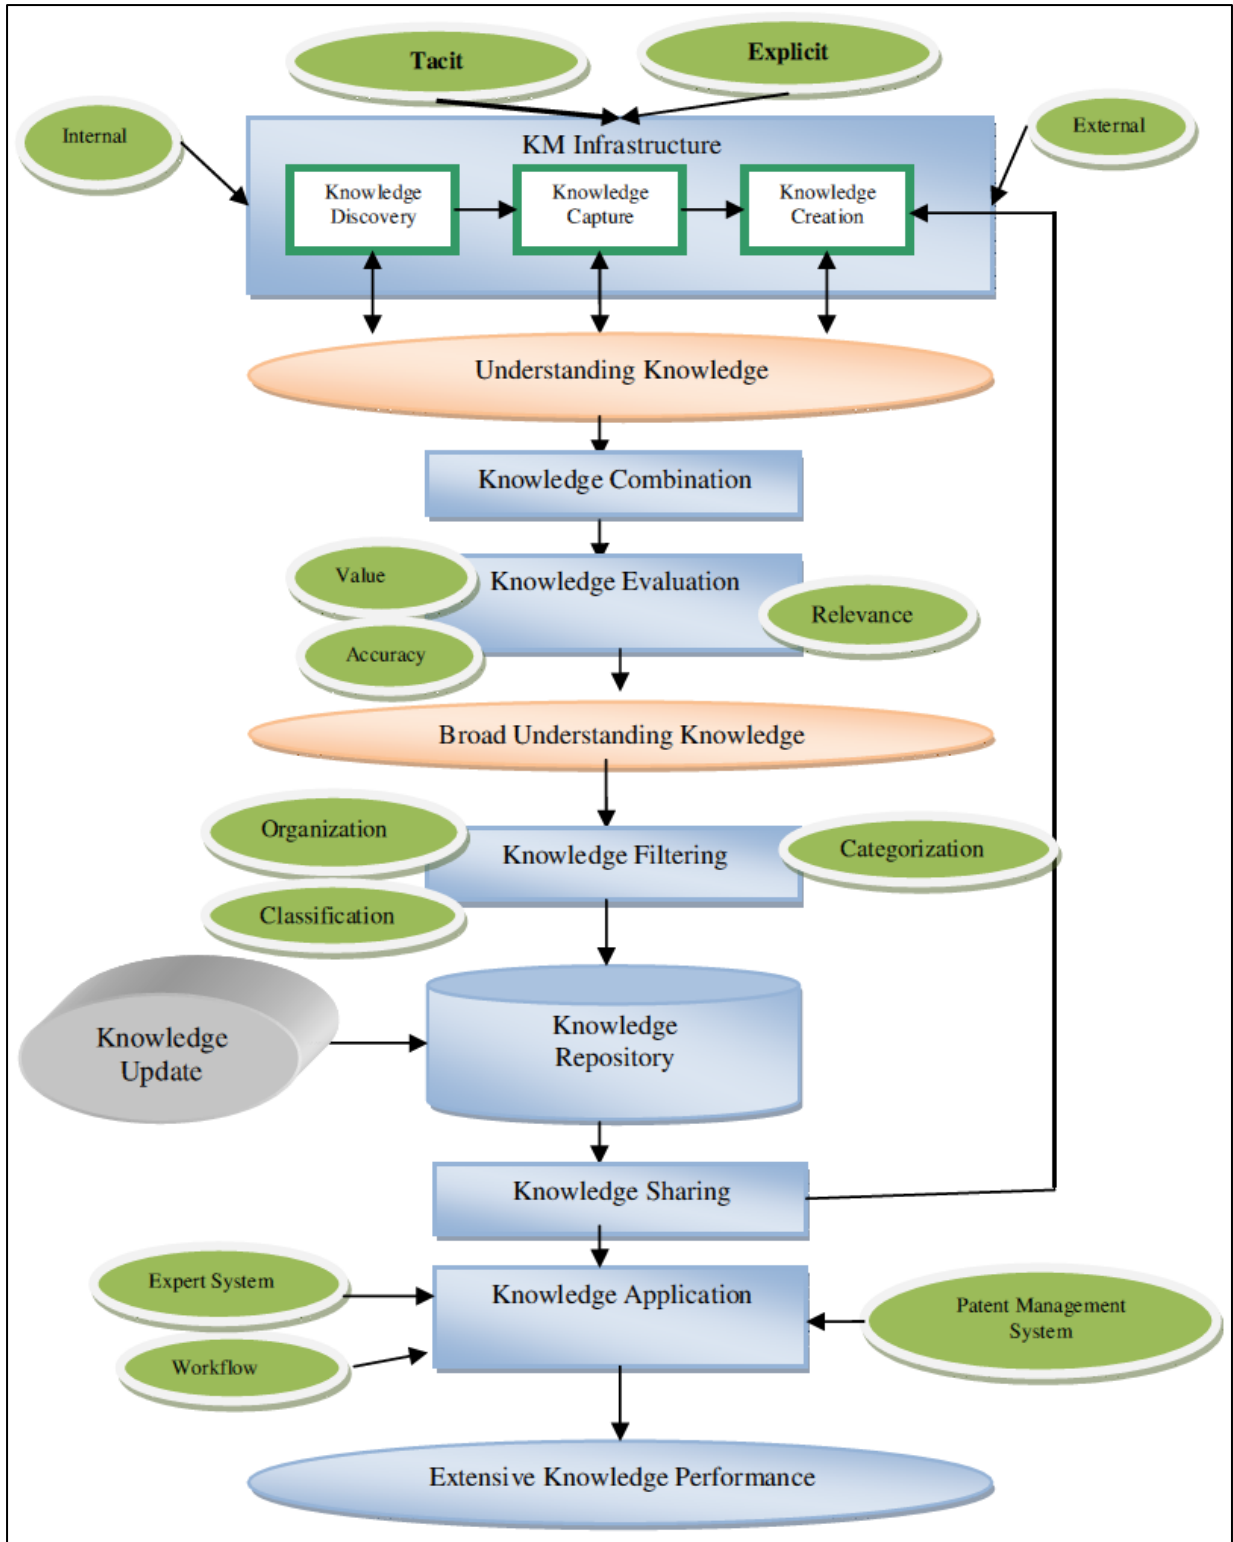 Tacit
Explicit
Internal
External
KM Infrastructure
Knowledge
Discovery
Knowledge
Capture
Knowledge
Creation
Understanding Knowledge
Knowledge Combination
Value
Knowledge Evaluation
Relevance
Accuracy
Broad Understanding Knowledge
Organization
Knowledge Filtering
Categorization
Classification
Knowledge
Update
Knowledge
Repository
Knowledge Sharing
Expert System
Knowledge Application
Patent Management
System
Workflow
Extensive Knowledge Performance